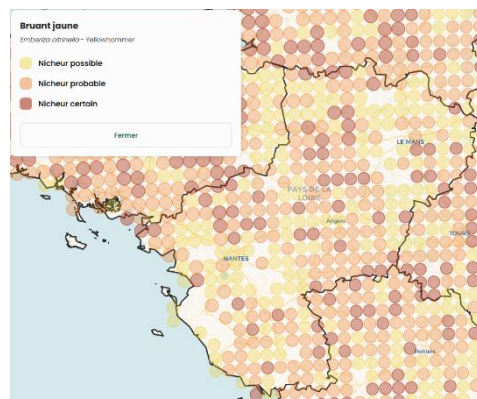 Bruant jaune
Emberiza citrinella - Yellowhammer
Nicheur possible
Nicheur probable
Nicheur certain
Fermer
LE MANS
PAYS DE LA
LOIRE
Angers
TOURS
NANTES
Poitiers